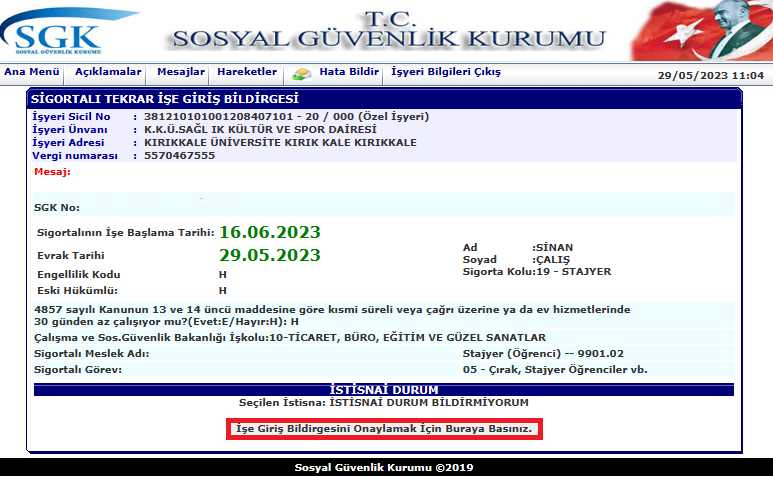 SGK
SOSYAL GÜVENLİK KURUMU
T.C.
SOSYAL GÜVENLİK KURUMU
Ana Menü Açıklamalar Mesajlar Hareketler Hata Bildir İşyeri Bilgileri Çıkış
29/05/2023 11:04
SİGORTALI TEKRAR İŞE GİRİŞ BİLDİRGESİ
İşyeri Sicil No : 381210101001208407101 - 20 / 000 (Özel İşyeri)
İşyeri Ünvanı : K.K.Ü.SAĞL IK KÜLTÜR VE SPOR DAİRESİ
İşyeri Adresi : KIRIKKALE ÜNİVERSİTE KIRIK KALE KIRIKKALE
Vergi numarası : 5570467555
Mesaj:
SGK No:
Sigortalının İşe Başlama Tarihi: 16.06.2023
Evrak Tarihi 29.05.2023
Engellilik Kodu H
Eski Hükümlü: H
Ad :SİNAN
Soyad :ÇALIŞ
Sigorta Kolu:19 - STAJYER
4857 sayılı Kanunun 13 ve 14 üncü maddesine göre kısmi süreli veya çağrı üzerine ya da ev hizmetlerinde
30 günden az çalışıyor mu?(Evet:E/Hayır:H): H
Çalışma ve Sos.Güvenlik Bakanlığı İşkolu:10-TİCARET, BÜRO, EĞİTİM VE GÜZEL SANATLAR
Sigortalı Meslek Adı: Stajyer (Öğrenci) -- 9901.02
Sigortalı Görev: 05 - Çırak, Stajyer Öğrenciler vb.
İSTİSNAİ DURUM
Seçilen İstisna: İSTİSNAİ DURUM BİLDİRMİYORUM
İşe Giriş Bildirgesini Onaylamak İçin Buraya Basınız.
Sosyal Güvenlik Kurumu ©2019